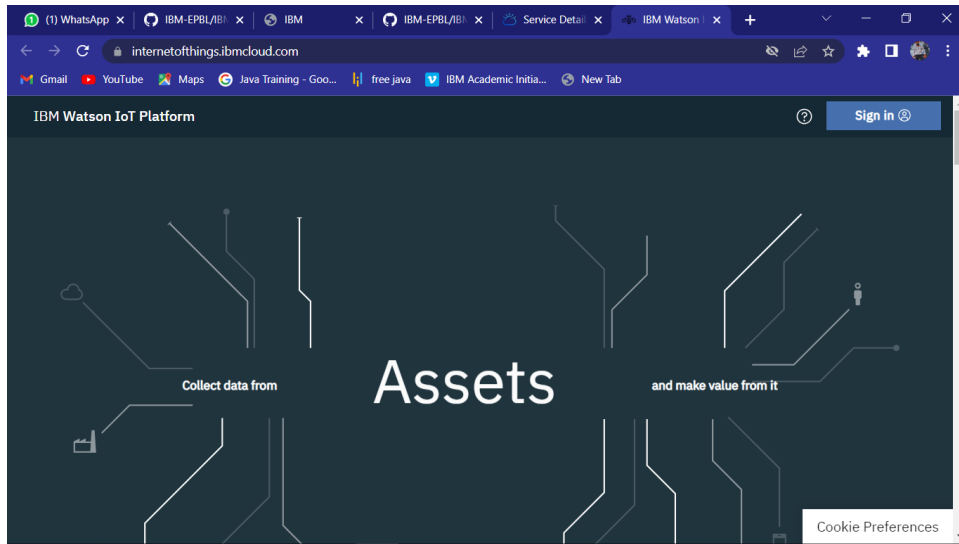 (1) WhatsApp
IBM-EPBL/IBN
IBM
IBM-EPBL/IBN
Service Detail
IBM Watson
internetofthings.ibmcloud.com
Gmail
YouTube
Maps
Java Training - Goo...
free java
IBM Academic Initia...
New Tab
IBM Watson IoT Platform
Sign in
Collect data from
Assets
and make value from it
Cookie Preferences